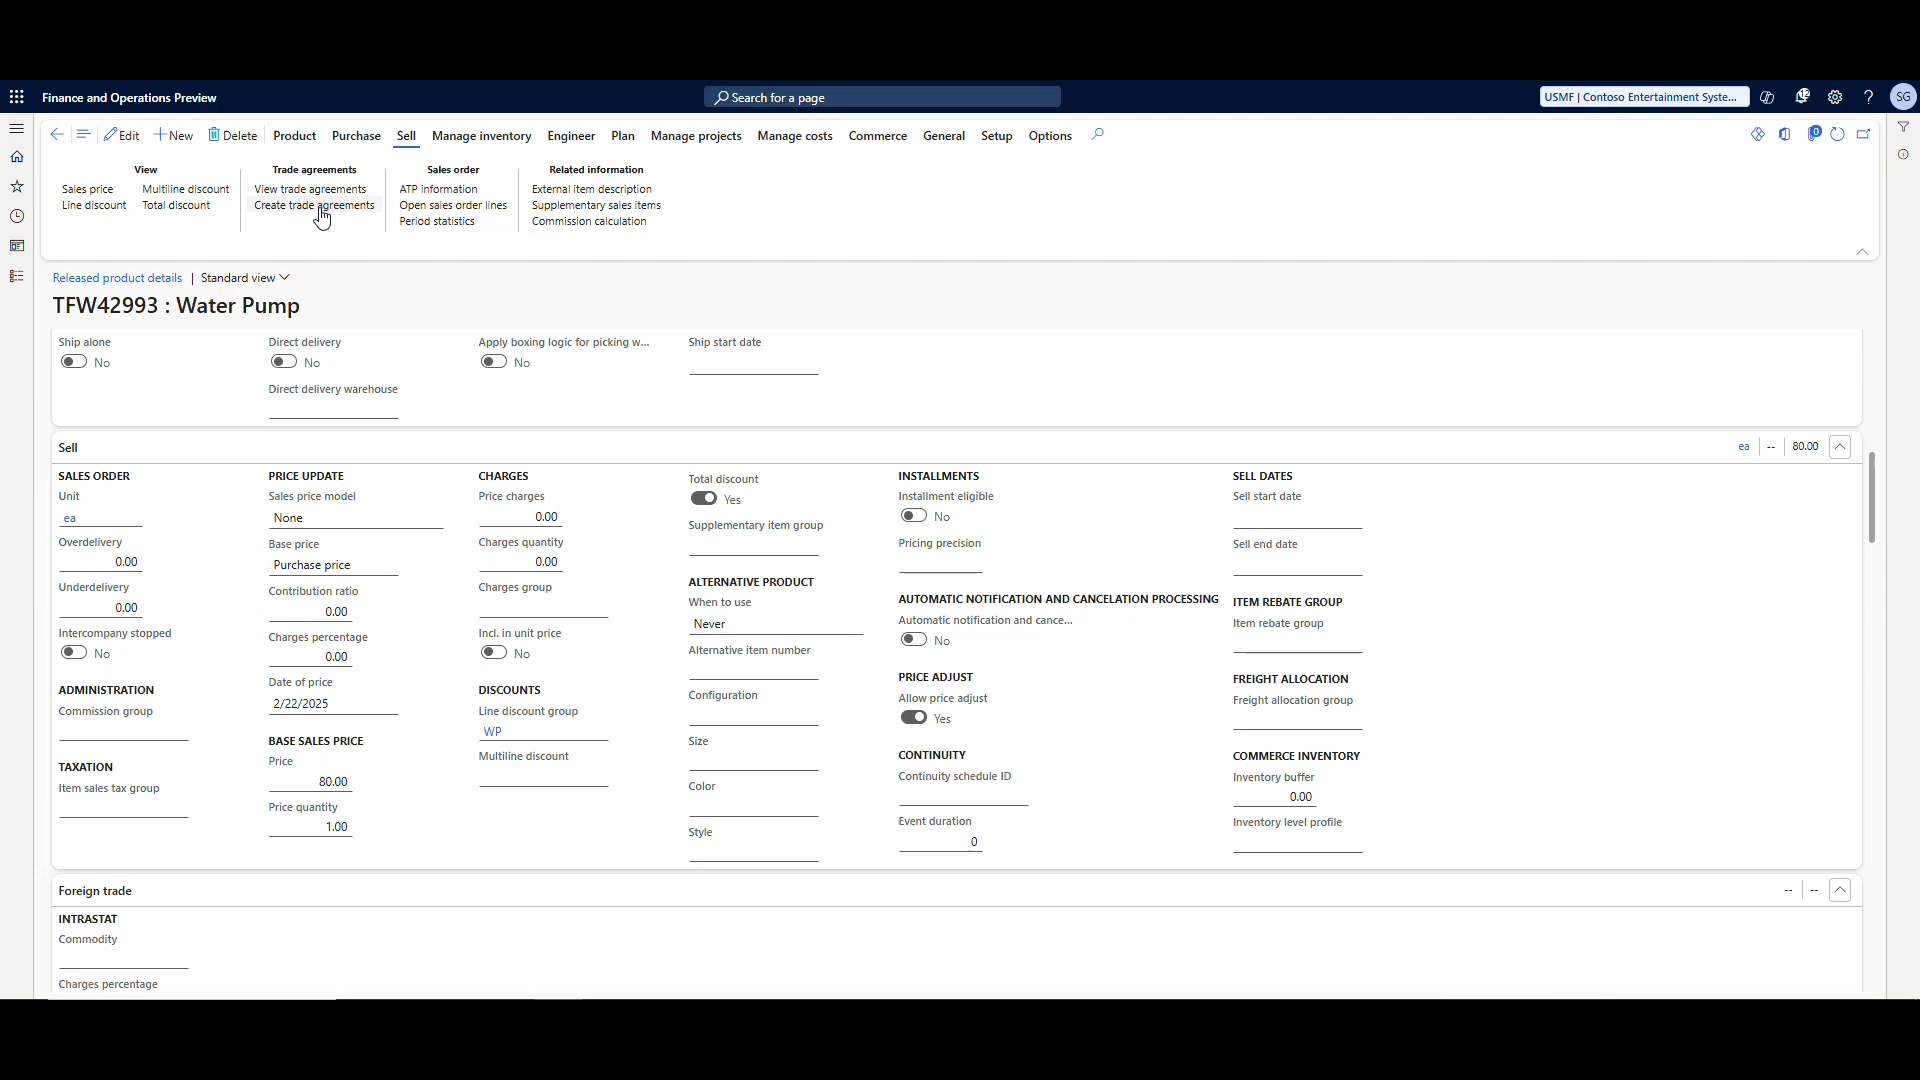 Finance and Operations Preview
Search for a page
USMF | Contoso Entertainment Syste...
12
SG
Edit
New
Delete
Product
Purchase
Sell
Manage inventory
Engineer
Plan
Manage projects
Manage costs
Commerce
General
Setup
Options
0
View
Sales price
Multiline discount
Line discount
Total discount
Trade agreements
View trade agreements
Create trade agreements
Sales order
ATP information
Open sales order lines
Period statistics
Related information
External item description
Supplementary sales items
Commission calculation
Released product details | Standard view
TFW42993 : Water Pump
Ship alone
No
Direct delivery
No
Direct delivery warehouse
Apply boxing logic for picking w...
No
Ship start date
Sell
ea
--
80.00
SALES ORDER
Unit
ea
Overdelivery
0.00
Underdelivery
0.00
Intercompany stopped
No
ADMINISTRATION
Commission group
TAXATION
Item sales tax group
PRICE UPDATE
Sales price model
None
Base price
Purchase price
Contribution ratio
0.00
Charges percentage
0.00
Date of price
2/22/2025
BASE SALES PRICE
Price
80.00
Price quantity
1.00
CHARGES
Price charges
0.00
Charges quantity
0.00
Charges group
Incl. in unit price
No
DISCOUNTS
Line discount group
WP
Multiline discount
Total discount
Yes
Supplementary item group
ALTERNATIVE PRODUCT
When to use
Never
Alternative item number
Configuration
Size
Color
Style
INSTALLMENTS
Installment eligible
No
Pricing precision
AUTOMATIC NOTIFICATION AND CANCELATION PROCESSING
Automatic notification and cance...
No
PRICE ADJUST
Allow price adjust
Yes
CONTINUITY
Continuity schedule ID
Event duration
0
SELL DATES
Sell start date
Sell end date
ITEM REBATE GROUP
Item rebate group
FREIGHT ALLOCATION
Freight allocation group
COMMERCE INVENTORY
Inventory buffer
0.00
Inventory level profile
Foreign trade
--
--
INTRASTAT
Commodity
Charges percentage